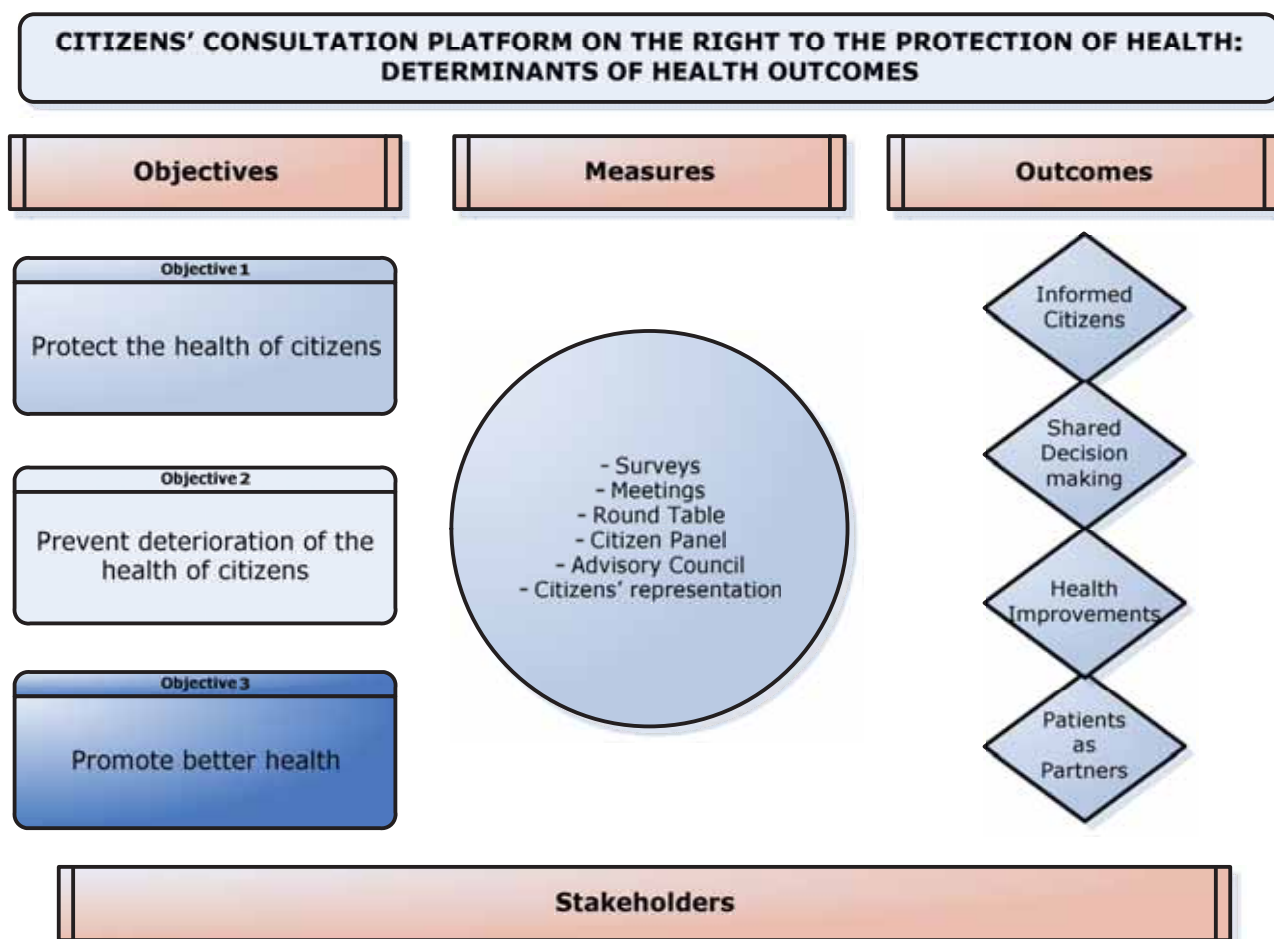 CITIZENS’ CONSULTATION PLATFORM ON THE RIGHT TO THE PROTECTION OF HEALTH:
DETERMINANTS OF HEALTH OUTCOMES
Objectives
Measures
Outcomes
Objective 1
Protect the health of citizens
Objective 2
Prevent deterioration of the
health of citizens
Objective 3
Promote better health
- Surveys
- Meetings
- Round Table
- Citizen Panel
- Advisory Council
- Citizens’ representation
Informed
Citizens
Shared
Decision
making
Health
Improvements
Patients
as
Partners
Stakeholders